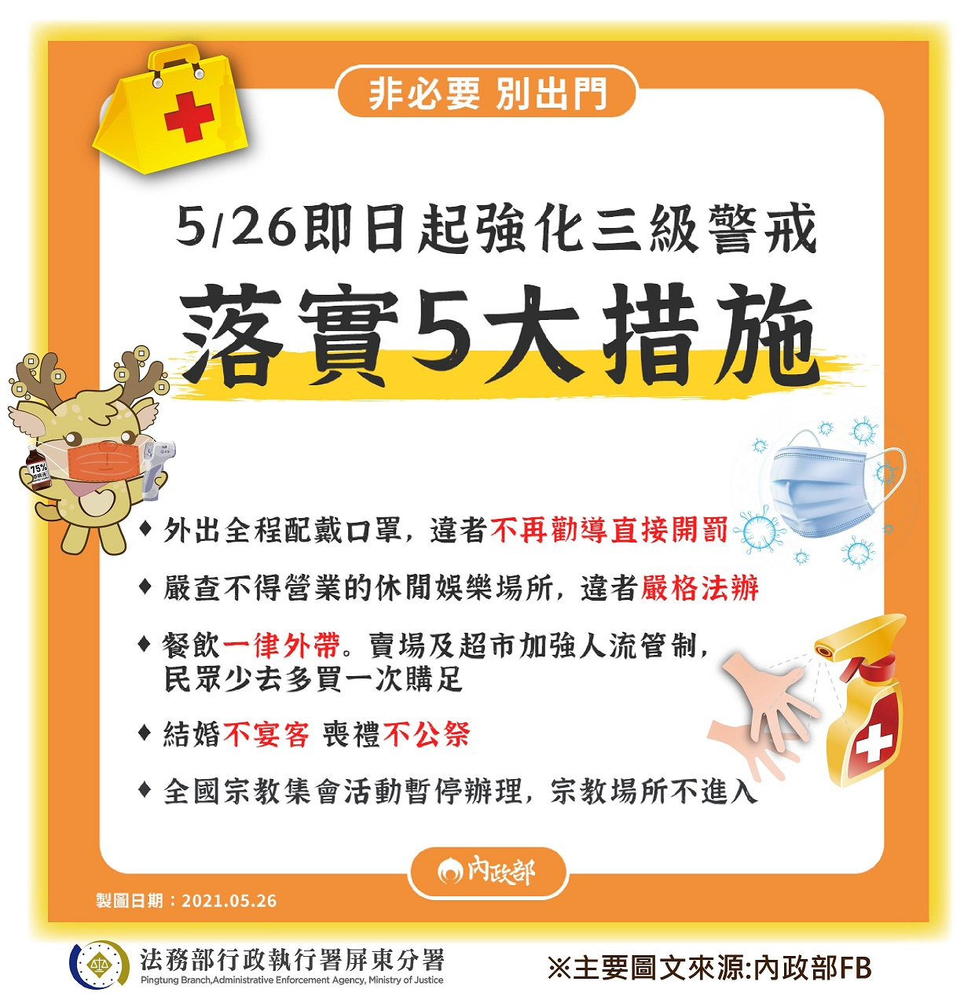 非必要 別出門
5/26即日起強化三級警戒
落實5大措施
75%
◆ 外出全程配戴口罩, 違者不再勸導直接開罰
◆ 嚴查不得營業的休閒娛樂場所, 違者嚴格法辦
◆ 餐飲一律外帶。賣場及超市加強人流管制,
民眾少去多買一次購足
◆ 結婚不宴客 喪禮不公祭
◆ 全國宗教集會活動暫停辦理, 宗教場所不進入
內政部
製圖日期：2021.05.26
法務部行政執行署屏東分署
Pingtung Branch,Administrative Enforcement Agency, Ministry of Justice
※主要圖文來源:內政部FB